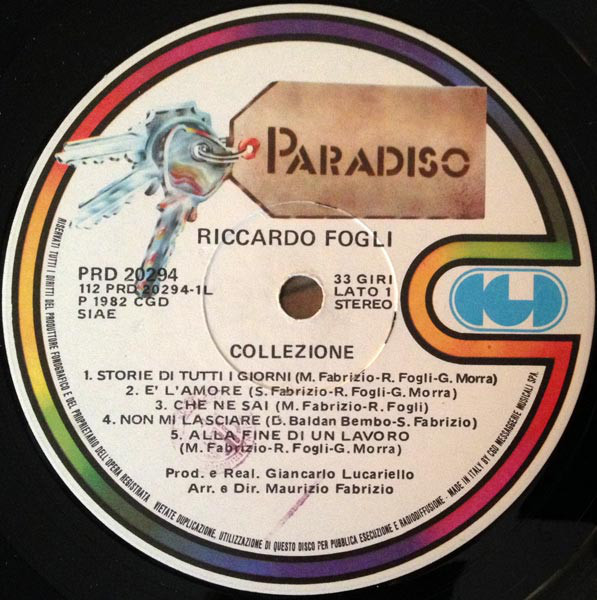 PARADISO
RICCARDO FOGLI
PRD 20294
112 PRD 20294-1L
P 1982 CGD
SIAE
33 GIRI
LATO 1
STEREO
CGD
COLLEZIONE
1. STORIE DI TUTTI I GIORNI (M. Fabrizio-R. Fogli-G. Morra)
2. E' L'AMORE (S. Fabrizio-R. Fogli-G. Morra)
3. CHE NE SAI (M. Fabrizio-R. Fogli)
4. NON MI LASCIARE (D. Baldan Bembo-S. Fabrizio)
5. ALLA FINE DI UN LAVORO
(M. Fabrizio-R. Fogli-G. Morra)
Prod. e Real. Giancarlo Lucariello
Arr. e Dir. Maurizio Fabrizio
RISERVATI TUTTI I DIRITTI DEL PRODUTTORE FONOGRAFICO E DEL PROPRIETARIO DELL'OPERA REGISTRATA VIETATE DUPLICAZIONE, UTILIZZAZIONE DI QUESTO DISCO PER PUBBLICA ESECUZIONE E RADIODIFFUSIONE - MADE IN ITALY BY CGD MESSAGGERIE MUSICALI SPA.